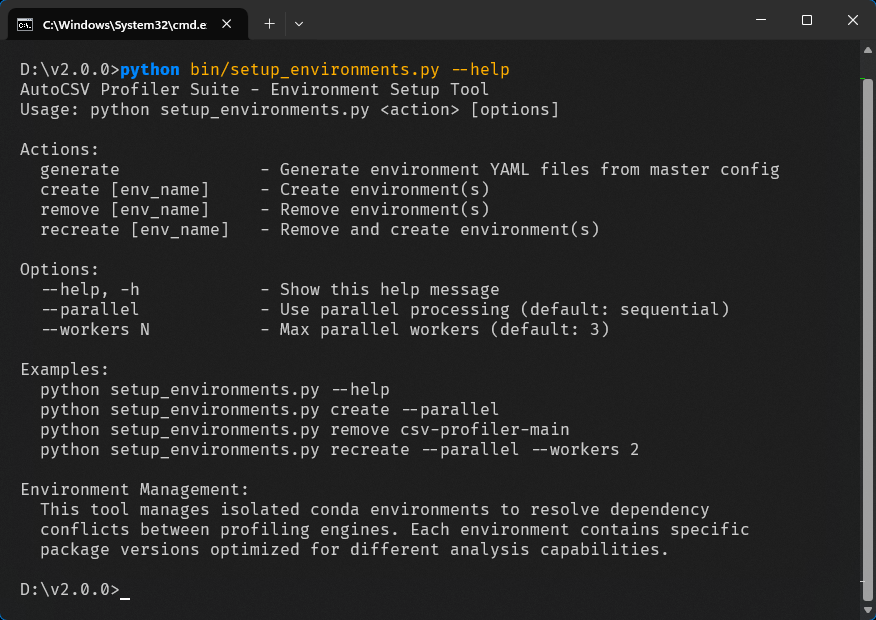 C:\Windows\System32\cmd.e
D:\v2.0.0>python bin/setup_environments.py --help
AutoCSV Profiler Suite - Environment Setup Tool
Usage: python setup_environments.py <action> [options]
Actions:
generate - Generate environment YAML files from master config
create [env_name] - Create environment(s)
remove [env_name] - Remove environment(s)
recreate [env_name] - Remove and create environment(s)
Options:
--help, -h - Show this help message
--parallel - Use parallel processing (default: sequential)
--workers N - Max parallel workers (default: 3)
Examples:
python setup_environments.py --help
python setup_environments.py create --parallel
python setup_environments.py remove csv-profiler-main
python setup_environments.py recreate --parallel --workers 2
Environment Management:
This tool manages isolated conda environments to resolve dependency
conflicts between profiling engines. Each environment contains specific
package versions optimized for different analysis capabilities.
D:\v2.0.0>_